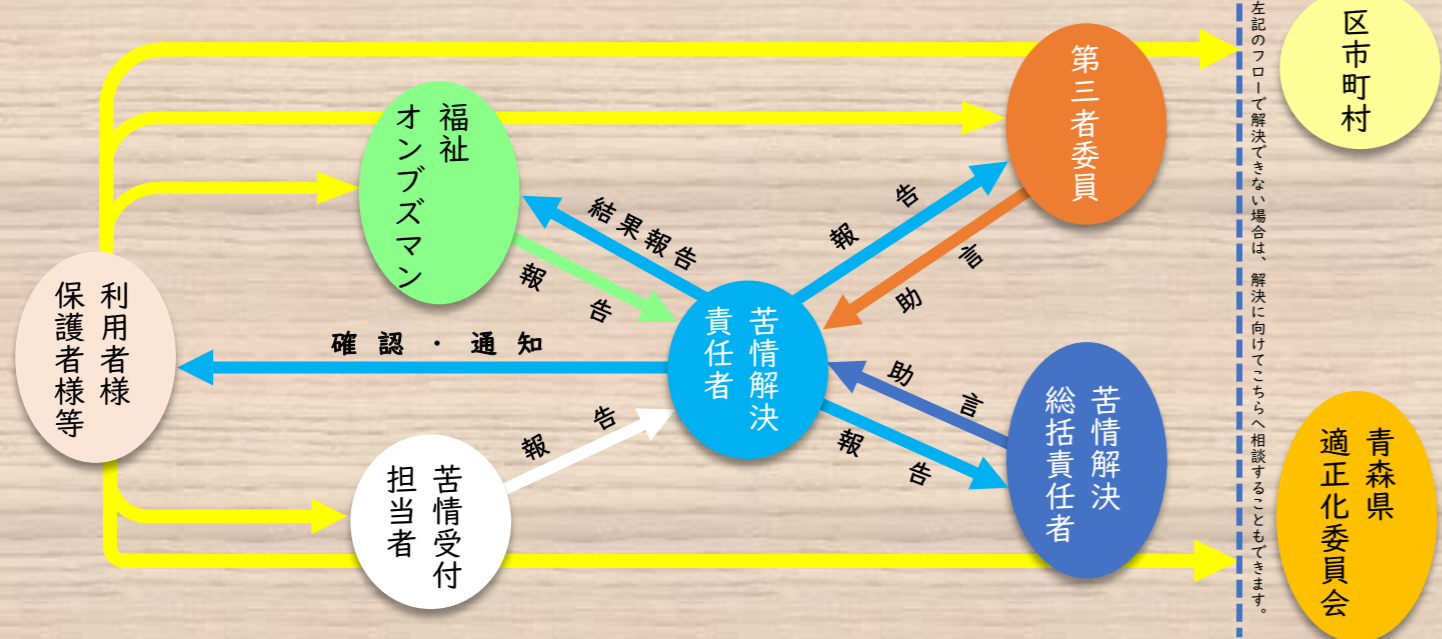 利用者様
保護者様等
福祉
オンブズマン
苦情受付
担当者
結果報告
報告
確認・通知
報告
苦情解決
責任者
報告
助言
助言
報告
第三者委員
苦情解決
総括責任者
左記のフローで解決できない場合は、解決に向けてこちらへ相談することもできます。
区市町村
青森県
適正化委員会